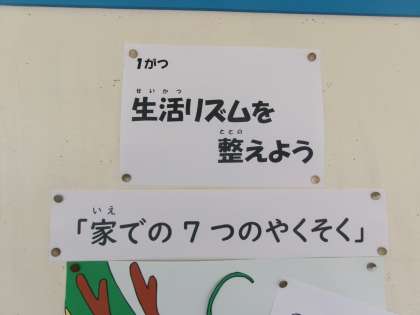 1がつ
生活リズムを
整えよう
「家での7つのやくそく」